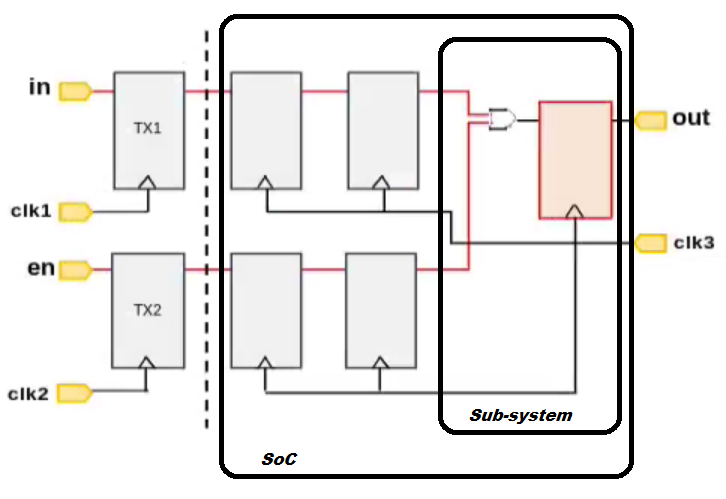 in
TX1
clk1
out
clk3
en
TX2
clk2
Sub-system
SoC